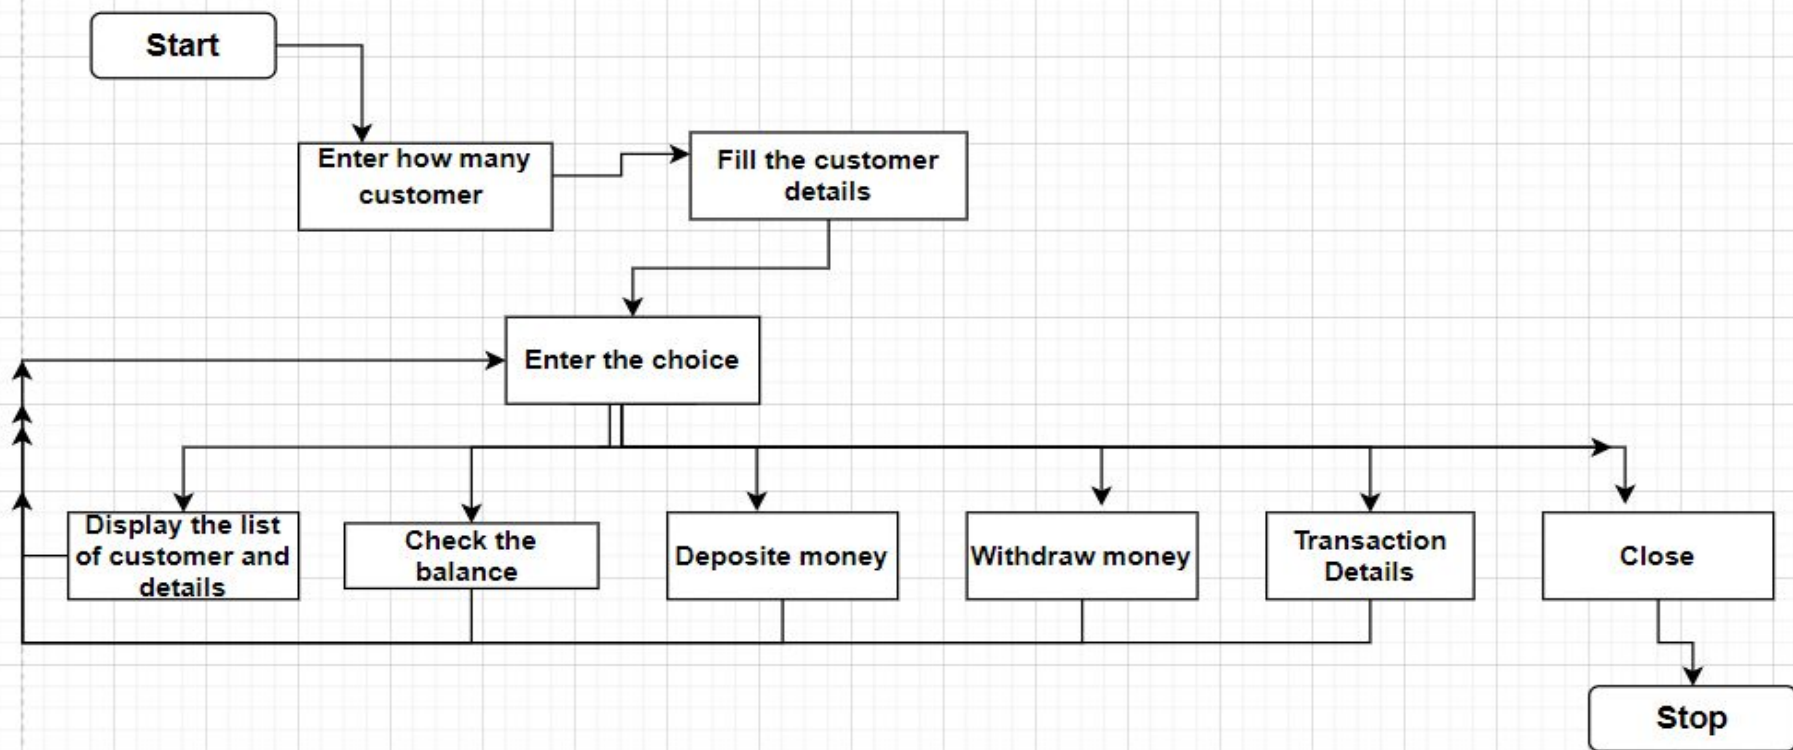 Start
Enter how many
customer
Fill the customer
details
Enter the choice
Display the list
of customer and
details
Check the
balance
Deposite money
Withdraw money
Transaction
Details
Close
Stop